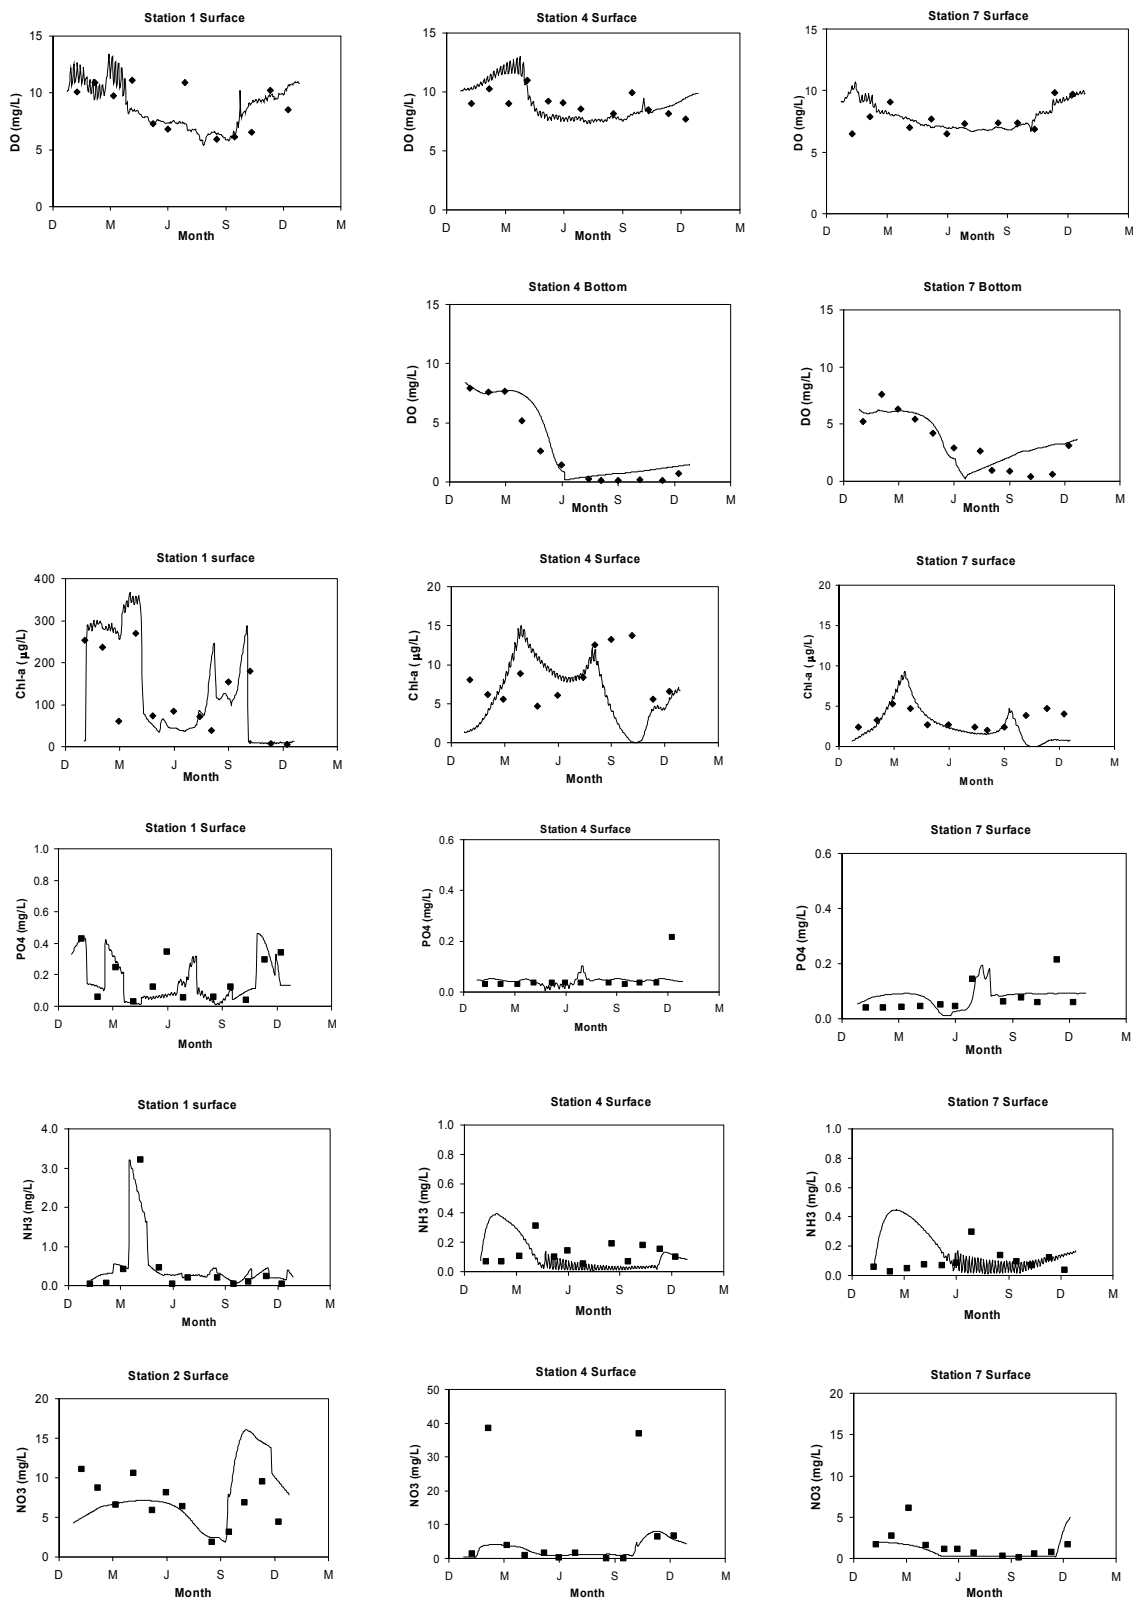 Station 1 Surface
15
10
5
0
DO (mg/L)
D M J S D M
Month
Station 4 Surface
15
10
5
0
DO (mg/L)
D M J S D M
Month
Station 7 Surface
15
10
5
0
DO (mg/L)
D M J S D M
Month
Station 4 Bottom
15
10
5
0
DO (mg/L)
D M J S D M
Month
Station 7 Bottom
15
10
5
0
DO (mg/L)
D M J S D M
Month
Station 1 surface
400
300
200
100
0
Chl-a (μg/L)
D M J S D M
Month
Station 4 Surface
20
15
10
5
0
Chl-a (μg/L)
D M J S D M
Month
Station 7 surface
20
15
10
5
0
Chl-a (μg/L)
D M J S D M
Month
Station 1 Surface
1.0
0.8
0.6
0.4
0.2
0.0
PO4 (mg/L)
D M J S D M
Month
Station 4 Surface
0.6
0.4
0.2
0.0
PO4 (mg/L)
D M J S D M
Month
Station 7 Surface
0.6
0.4
0.2
0.0
PO4 (mg/L)
D M J S D M
Month
Station 1 surface
4.0
3.0
2.0
1.0
0.0
NH3 (mg/L)
D M J S D M
Month
Station 4 Surface
1.0
0.8
0.6
0.4
0.2
0.0
NH3 (mg/L)
D M J S D M
Month
Station 7 Surface
1.0
0.8
0.6
0.4
0.2
0.0
NH3 (mg/L)
D M J S D M
Month
Station 2 Surface
20
15
10
5
0
NO3 (mg/L)
D M J S D M
Month
Station 4 Surface
50
40
30
20
10
0
NO3 (mg/L)
D M J S D M
Month
Station 7 Surface
20
15
10
5
0
NO3 (mg/L)
D M J S D M
Month